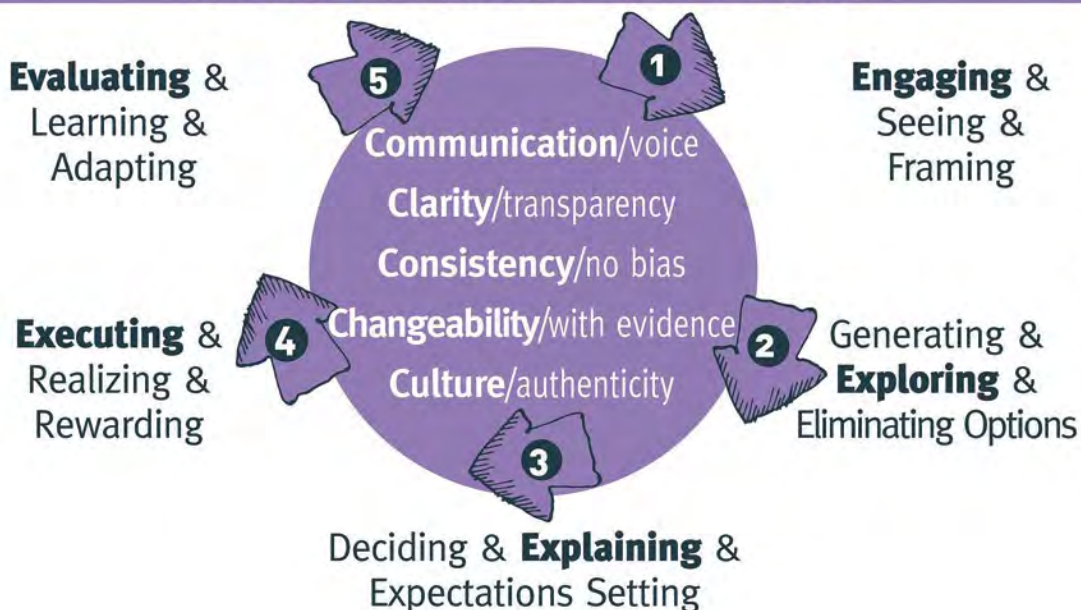 1
Engaging &
Seeing &
Framing
2
Generating &
Exploring &
Eliminating Options
3
Deciding & Explaining &
Expectations Setting
4
Executing &
Realizing &
Rewarding
5
Evaluating &
Learning &
Adapting
Communication/voice
Clarity/transparency
Consistency/no bias
Changeability/with evidence
Culture/authenticity